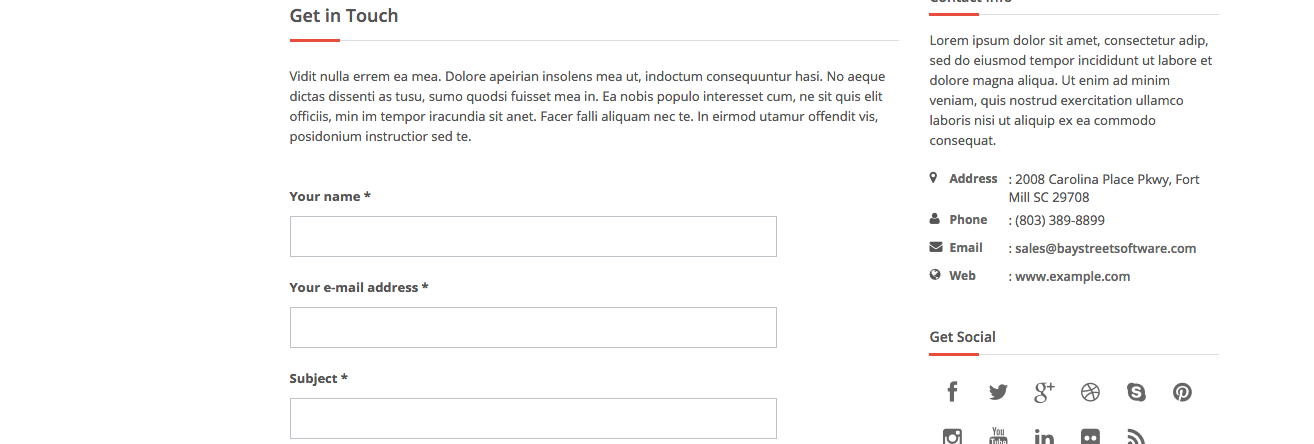 Get in Touch
Vidit nulla errem ea mea. Dolore apeirian insolens mea ut, indoctum consequuntur hasi. No aeque
dictas dissenti as tusu, sumo quodsi fuisset mea in. Ea nobis populo interesset cum, ne sit quis elit
officiis, min im tempor iracundia sit anet. Facer falli aliquam nec te. In eirmod utamur offendit vis,
posidonium instructior sed te.
Your name *
Your e-mail address *
Subject *
Contact Info
Lorem ipsum dolor sit amet, consectetur adip,
sed do eiusmod tempor incididunt ut labore et
dolore magna aliqua. Ut enim ad minim
veniam, quis nostrud exercitation ullamco
laboris nisi ut aliquip ex ea commodo
consequat.
Address : 2008 Carolina Place Pkwy, Fort
Mill SC 29708
Phone : (803) 389-8899
Email : sales@baystreetsoftware.com
Web : www.example.com
Get Social